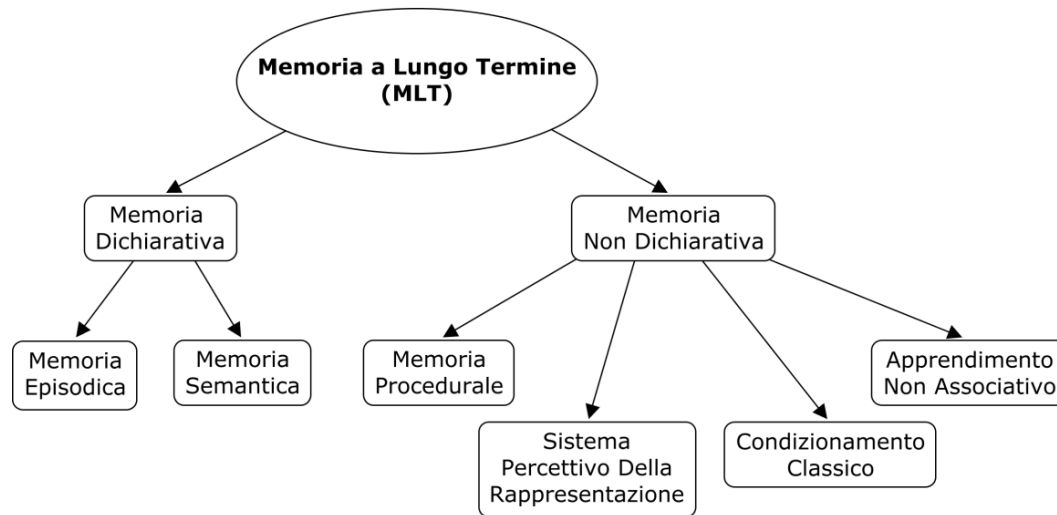 Memoria a Lungo Termine
(MLT)
Memoria
Dichiarativa
Memoria
Non Dichiarativa
Memoria
Episodica
Memoria
Semantica
Memoria
Procedurale
Apprendimento
Non Associativo
Sistema
Percettivo Della
Rappresentazione
Condizionamento
Classico